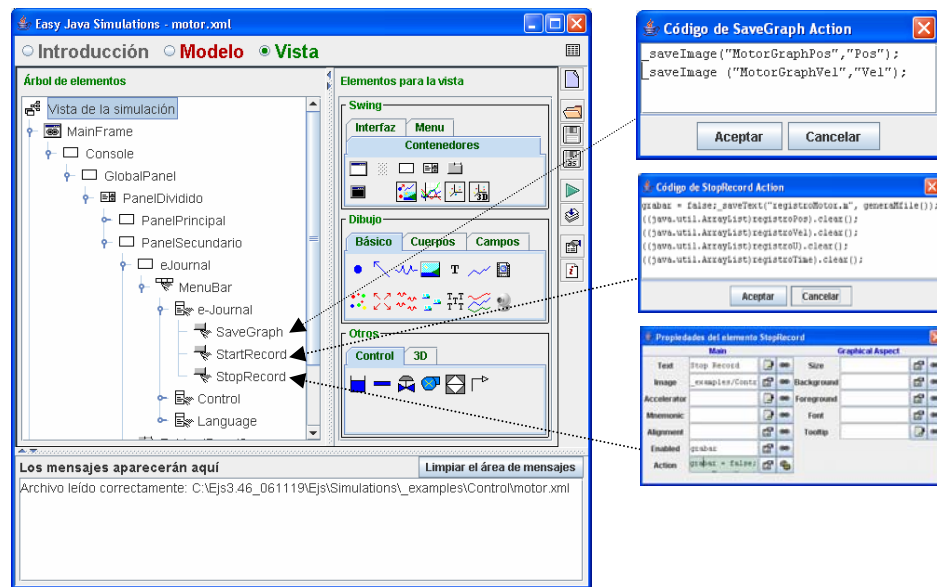 Easy Java Simulations - motor.xml
Introducción Modelo Vista
Árbol de elementos
Vista de la simulación
MainFrame
Console
GlobalPanel
PanelDividido
PanelPrincipal
PanelSecundario
eJournal
MenuBar
e-Journal
SaveGraph
StartRecord
StopRecord
Control
Language
Elementos para la vista
Swing
Interfaz Menu
Contenedores
3D
Dibujo
Básico Cuerpos Campos
T
T-T-T
Otros
Control 3D
Los mensajes aparecerán aquí
Limpiar el área de mensajes
Archivo leído correctamente: C:\Ejs3.46_061119\Ejs\Simulations\_examples\Control\motor.xml
Código de SaveGraph Action
_saveImage("MotorGraphPos","Pos");
_saveImage ("MotorGraphVel","Vel");
Aceptar Cancelar
Código de StopRecord Action
grabar = false;_saveText("registroMotor.m", generaMfile());
((java.util.ArrayList)registroPos).clear();
((java.util.ArrayList)registroVel).clear();
((java.util.ArrayList)registroU).clear();
((java.util.ArrayList)registroTime).clear();
Aceptar Cancelar
Propiedades del elemento StopRecord
Main Graphical Aspect
Text Stop Record Size
Image _examples/Contr Background
Accelerator Foreground
Mnemonic Font
Alignment Tooltip
Enabled grabar
Action grabar = false;